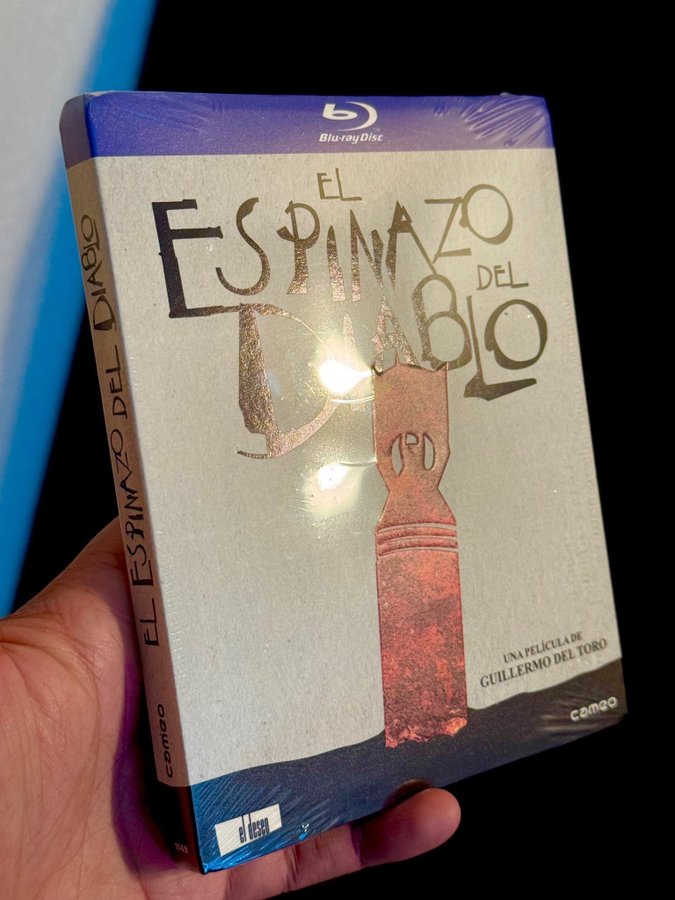 Blu-ray Disc
EL
ESPINAZO
DEL
DIABLO
UNA PELÍCULA DE
GUILLERMO DEL TORO
cameo
el deseo
EL ESPINAZO DEL DIABLO
cameo
1149